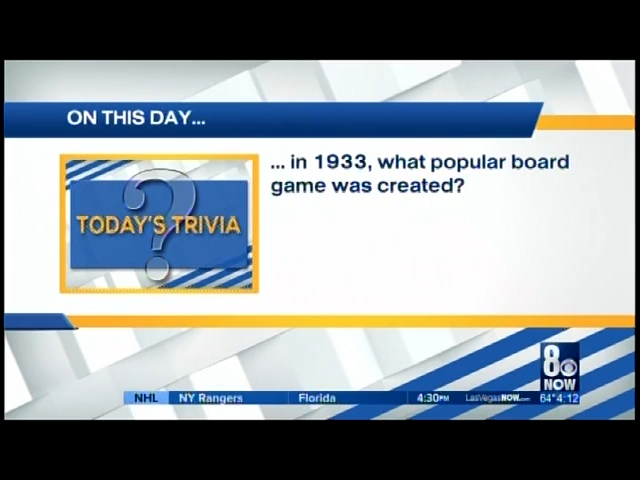 ON THIS DAY...
... in 1933, what popular board
game was created?
?
TODAY'S TRIVIA
8
NOW
NHL NY Rangers Florida 4:30PM LasVegasNOW.com 64° 4:12